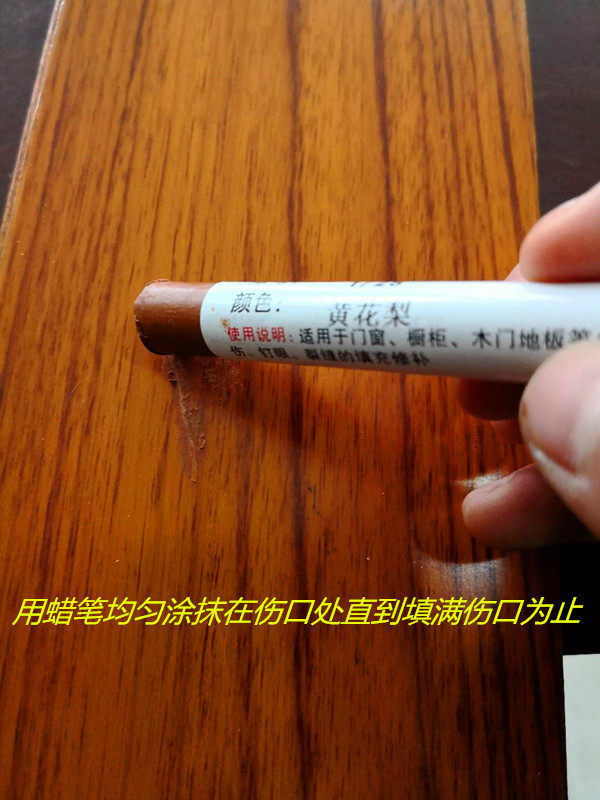 颜色：黄花梨
使用说明：适用于门窗、橱柜、木门地板等
伤、钉眼、裂缝的填充修补
用蜡笔均匀涂抹在伤口处直到填满伤口为止